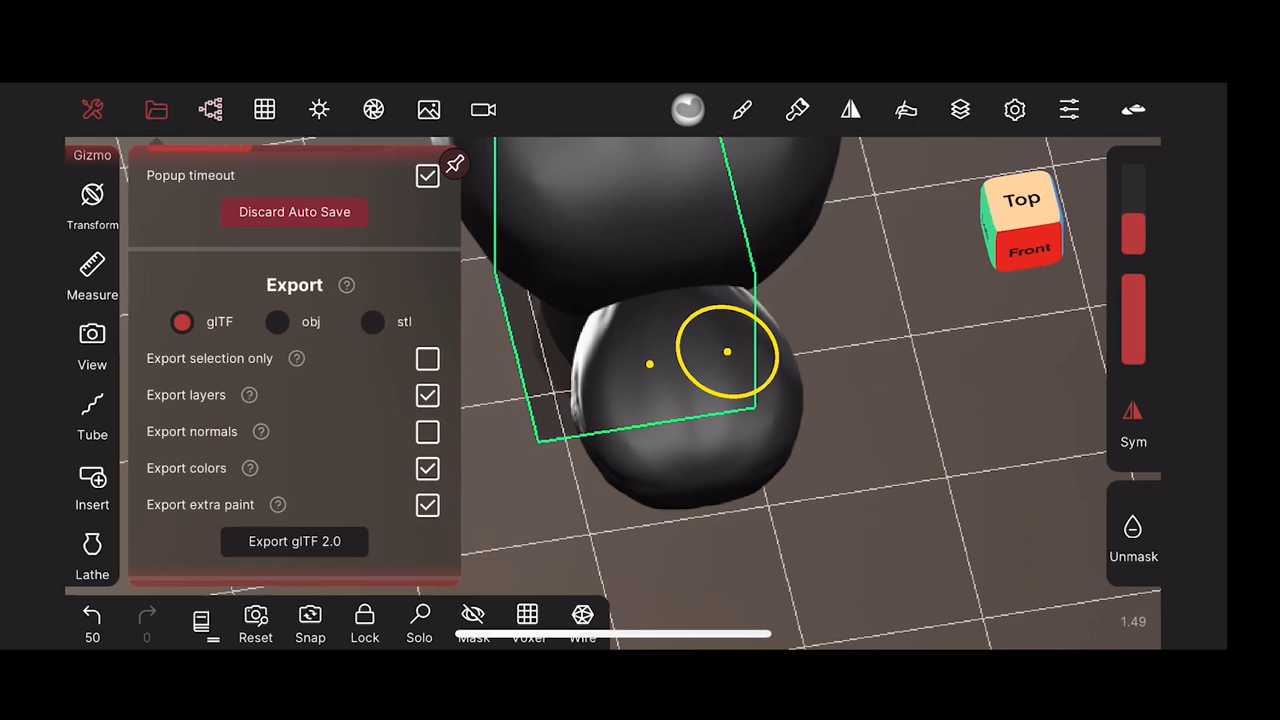 Gizmo
Transform
Measure
View
Tube
Insert
Lathe
Popup timeout
Discard Auto Save
Export ?
glTF obj stl
Export selection only ?
Export layers ?
Export normals ?
Export colors ?
Export extra paint ?
Export glTF 2.0
Top
Front
Sym
Unmask
1.49
50 0 Reset Snap Lock Solo Mask Voxel Wire